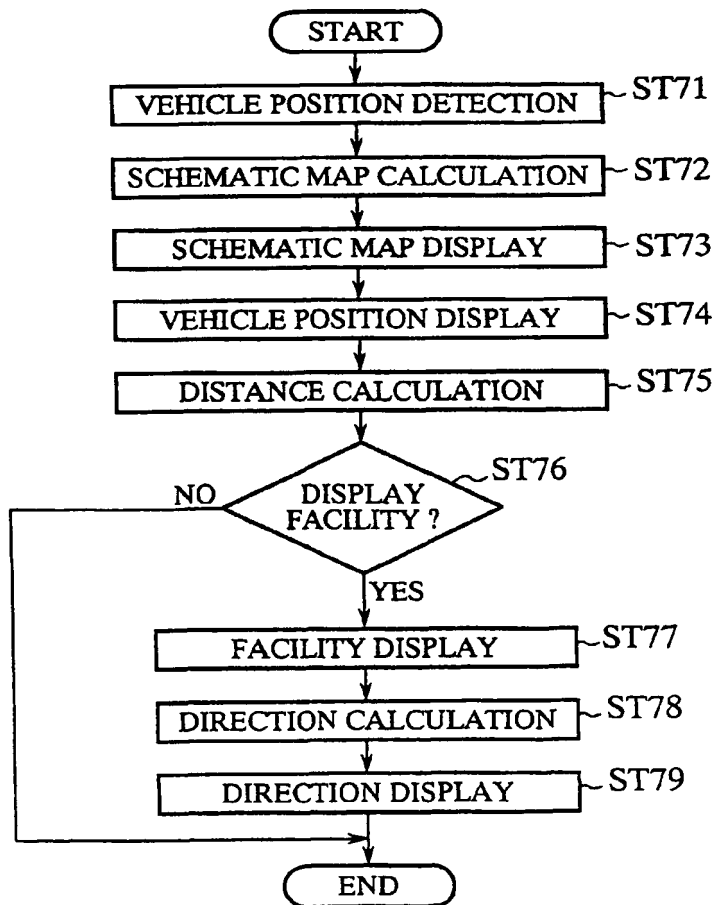 START
VEHICLE POSITION DETECTION
ST71
SCHEMATIC MAP CALCULATION
ST72
SCHEMATIC MAP DISPLAY
ST73
VEHICLE POSITION DISPLAY
ST74
DISTANCE CALCULATION
ST75
ST76
NO
DISPLAY
FACILITY ?
YES
FACILITY DISPLAY
ST77
DIRECTION CALCULATION
ST78
DIRECTION DISPLAY
ST79
END